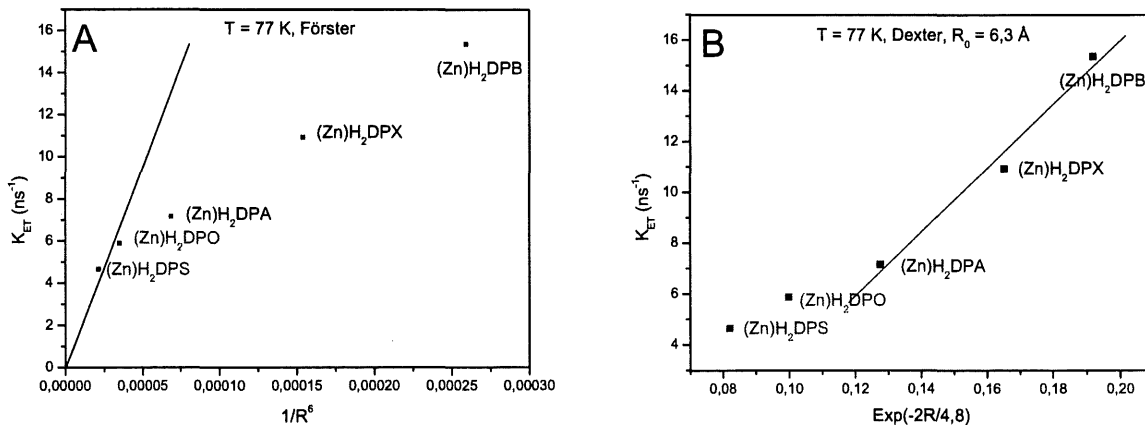 A
T = 77 K, Förster
16
14
12
10
8
6
4
2
0
K_ET (ns⁻¹)
(Zn)H₂DPB
(Zn)H₂DPX
(Zn)H₂DPA
(Zn)H₂DPO
(Zn)H₂DPS
0,00000 0,00005 0,00010 0,00015 0,00020 0,00025 0,00030
1/R⁶
B
T = 77 K, Dexter, R₀ = 6,3 Å
16
14
12
10
8
6
4
K_ET (ns⁻¹)
(Zn)H₂DPB
(Zn)H₂DPX
(Zn)H₂DPA
(Zn)H₂DPO
(Zn)H₂DPS
0,08 0,10 0,12 0,14 0,16 0,18 0,20
Exp(-2R/4,8)